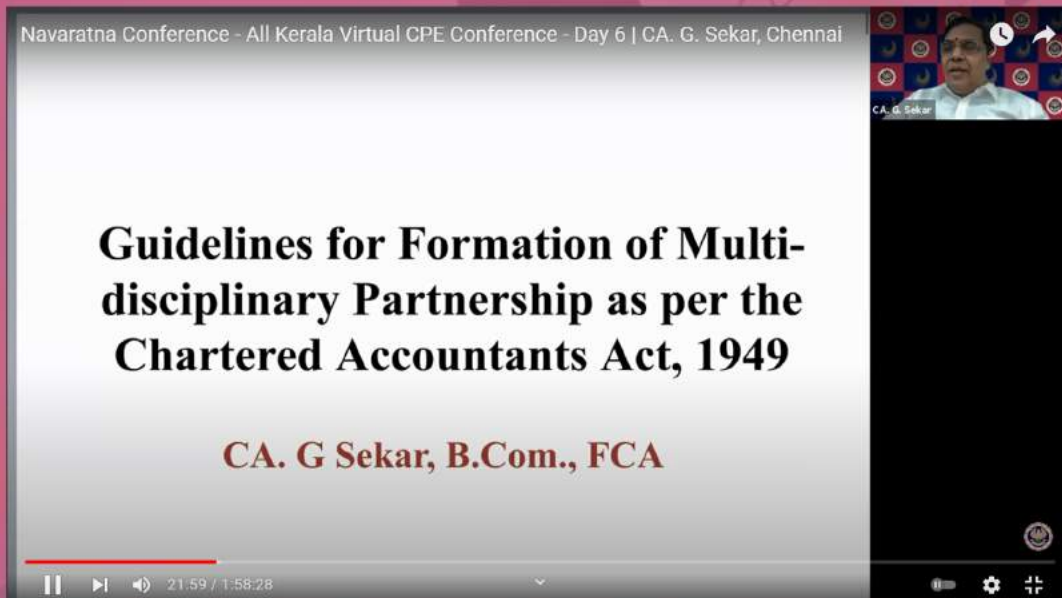 Navaratna Conference - All Kerala Virtual CPE Conference - Day 6 | CA. G. Sekar, Chennai
CA. G. Sekar
Guidelines for Formation of Multi-
disciplinary Partnership as per the
Chartered Accountants Act, 1949
CA. G Sekar, B.Com., FCA
21:59 / 1:58:28